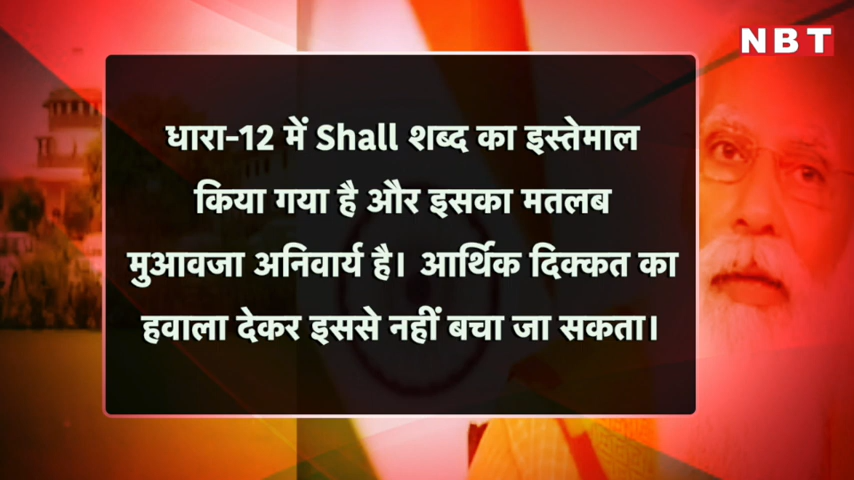 NBT
धारा-12 में Shall शब्द का इस्तेमाल
किया गया है और इसका मतलब
मुआवजा अनिवार्य है। आर्थिक दिक्कत का
हवाला देकर इससे नहीं बचा जा सकता।